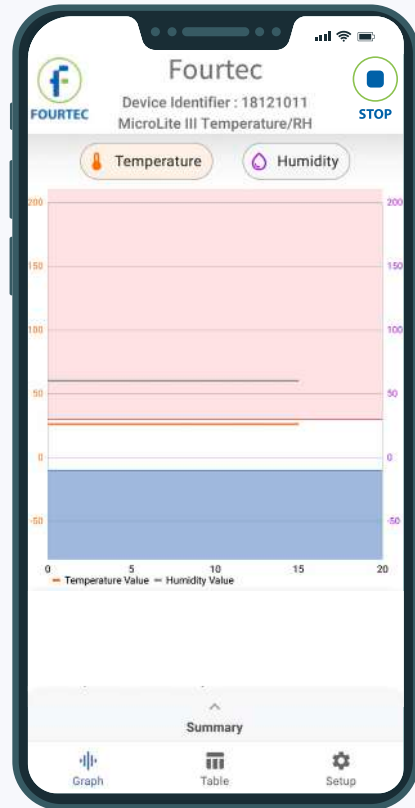 Fourtec
FOURTEC
Device Identifier : 18121011
MicroLite III Temperature/RH
STOP
Temperature
Humidity
200
200
150
150
100
100
50
50
0
0
-50
-50
0 5 10 15 20
Temperature Value Humidity Value
Summary
Graph Table Setup